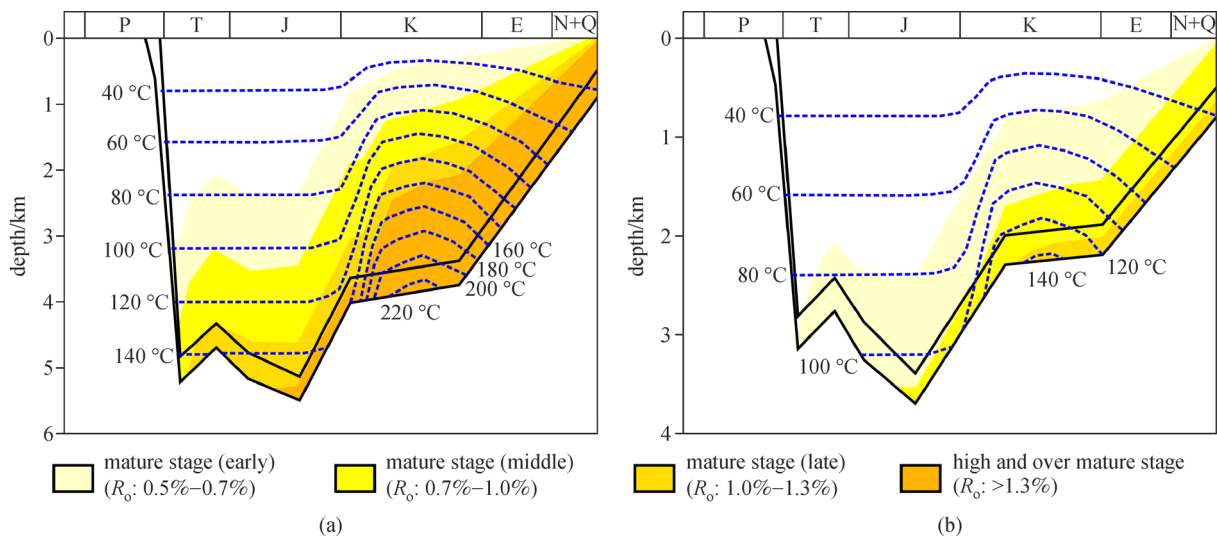 P T J K E N+Q
0
1
2
3
4
5
6
depth/km
40 °C
60 °C
80 °C
100 °C
120 °C
140 °C
160 °C
180 °C
200 °C
220 °C
P T J K E N+Q
0
1
2
3
4
depth/km
40 °C
60 °C
80 °C
100 °C
120 °C
140 °C
mature stage (early)
(Ro: 0.5%−0.7%)
mature stage (middle)
(Ro: 0.7%−1.0%)
mature stage (late)
(Ro: 1.0%−1.3%)
high and over mature stage
(Ro: >1.3%)
(a)
(b)